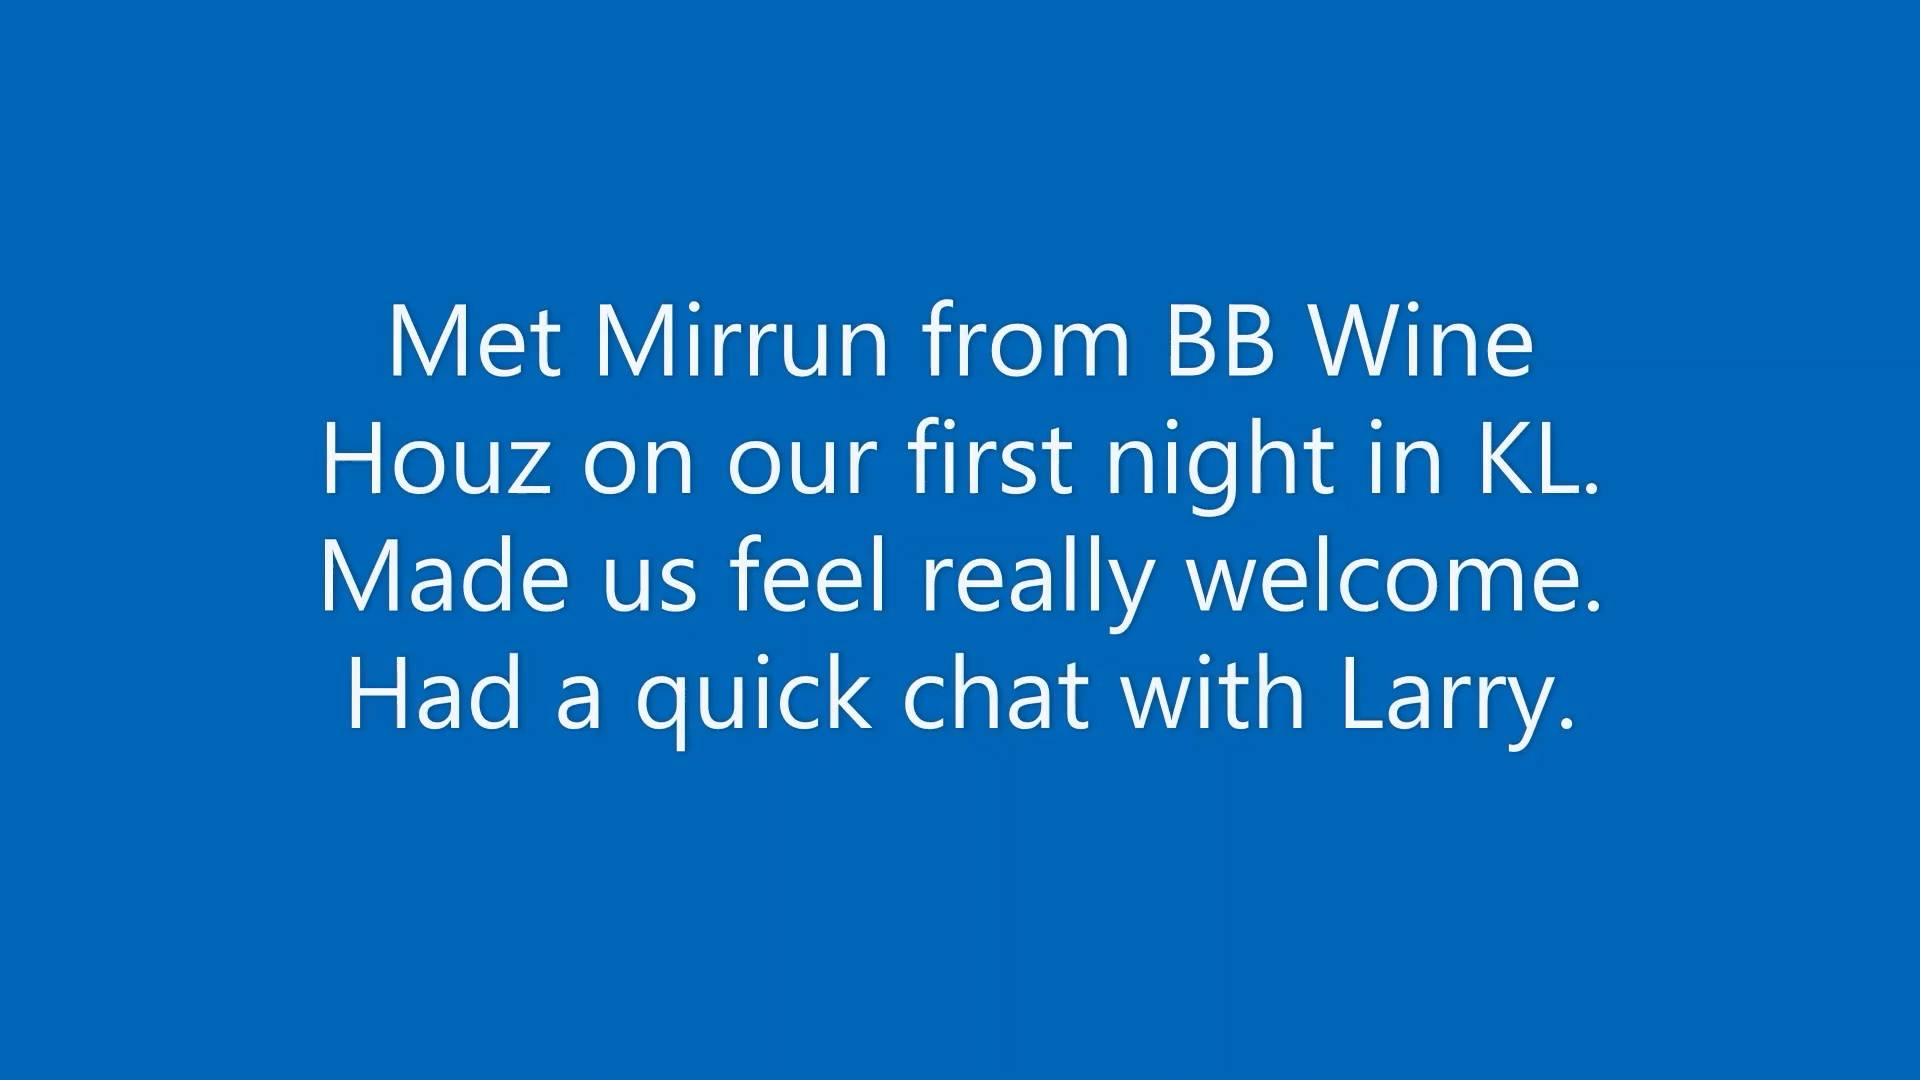 Met Mirrun from BB Wine
Houz on our first night in KL.
Made us feel really welcome.
Had a quick chat with Larry.